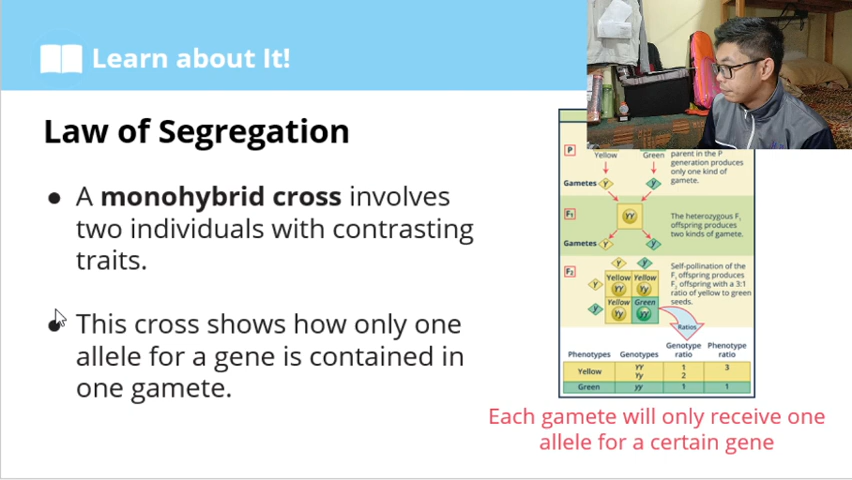 Learn about It!
Law of Segregation
● A monohybrid cross involves
two individuals with contrasting
traits.
This cross shows how only one
allele for a gene is contained in
one gamete.
P
Yellow Green
parent in the P
generation produces
only one kind of
gamete.
Gametes Y y
F1
Yy
The heterozygous F1
offspring produces
two kinds of gamete.
Gametes Y y
F2
Y y
Y Yellow Yellow
YY Yy
y Yellow Green
Yy yy
Self-pollination of the
F1 offspring produces
F2 offspring with a 3:1
ratio of yellow to green
seeds.
Ratios
Phenotypes Genotypes Genotype ratio Phenotype ratio
Yellow YY 1 3
Yy 2
Green yy 1 1
Each gamete will only receive one
allele for a certain gene